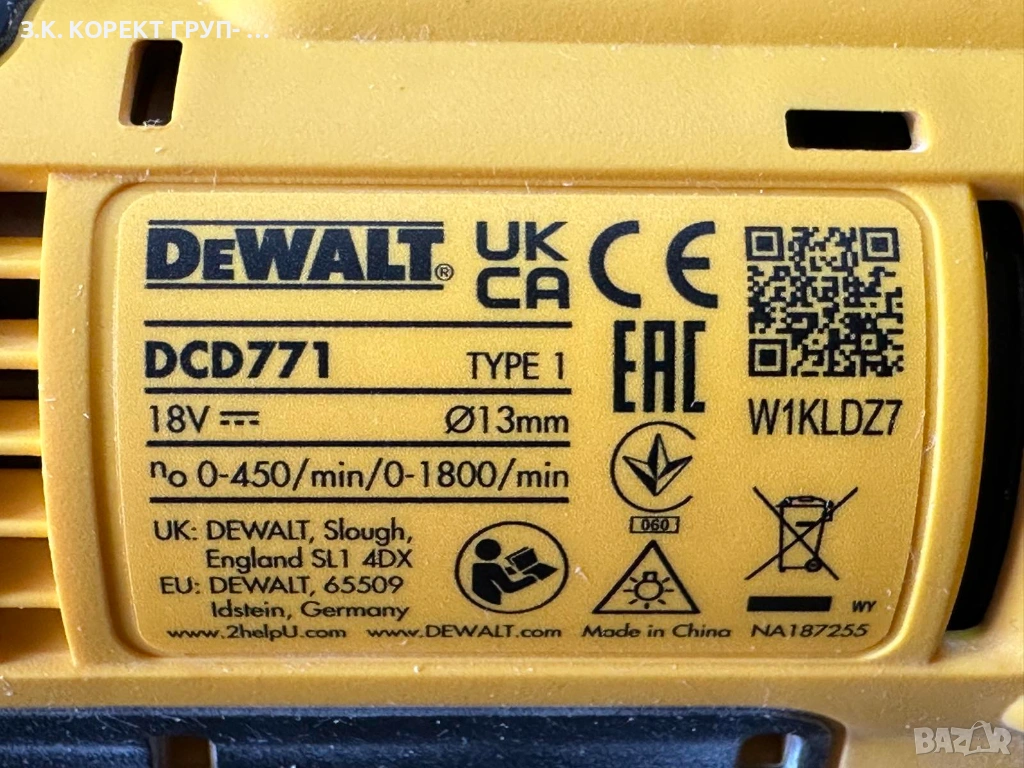 З.К. КОРЕКТ ГРУП- ...
DEWALT®
UK
CA
CE
DCD771 TYPE 1
EAC
18V Ø13mm
W1KLDZ7
no 0-450/min/0-1800/min
060
UK: DEWALT, Slough,
England SL1 4DX
EU: DEWALT, 65509
Idstein, Germany
WY
www.2helpU.com www.DEWALT.com Made in China NA187255
BAZAR